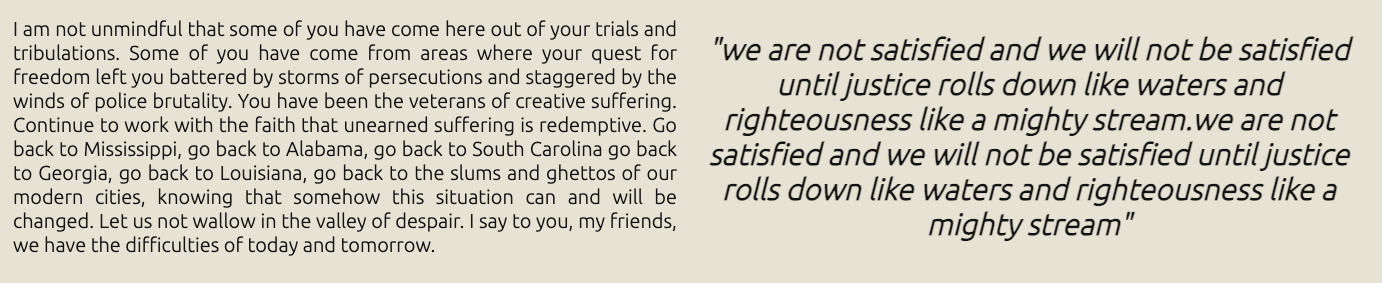 I am not unmindful that some of you have come here out of your trials and
tribulations. Some of you have come from areas where your quest for
freedom left you battered by storms of persecutions and staggered by the
winds of police brutality. You have been the veterans of creative suffering.
Continue to work with the faith that unearned suffering is redemptive. Go
back to Mississippi, go back to Alabama, go back to South Carolina go back
to Georgia, go back to Louisiana, go back to the slums and ghettos of our
modern cities, knowing that somehow this situation can and will be
changed. Let us not wallow in the valley of despair. I say to you, my friends,
we have the difficulties of today and tomorrow.
"we are not satisfied and we will not be satisfied
until justice rolls down like waters and
righteousness like a mighty stream.we are not
satisfied and we will not be satisfied until justice
rolls down like waters and righteousness like a
mighty stream"